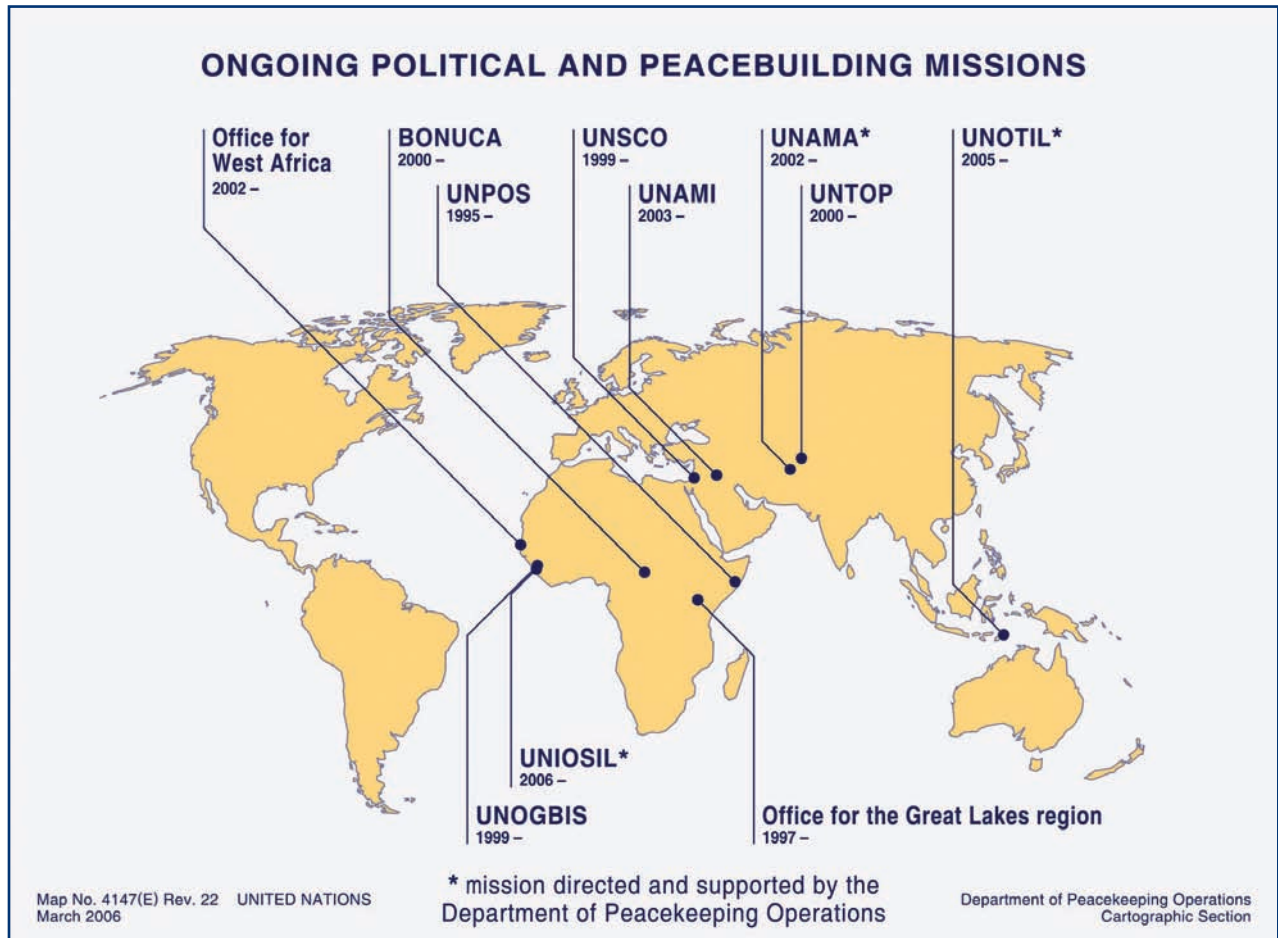 ONGOING POLITICAL AND PEACEBUILDING MISSIONS
Office for
West Africa
2002 –
BONUCA
2000 –
UNPOS
1995 –
UNSCO
1999 –
UNAMI
2003 –
UNAMA*
2002 –
UNTOP
2000 –
UNOTIL*
2005 –
UNIOSIL*
2006 –
UNOGBIS
1999 –
Office for the Great Lakes region
1997 –
* mission directed and supported by the
Department of Peacekeeping Operations
Map No. 4147(E) Rev. 22 UNITED NATIONS
March 2006
Department of Peacekeeping Operations
Cartographic Section